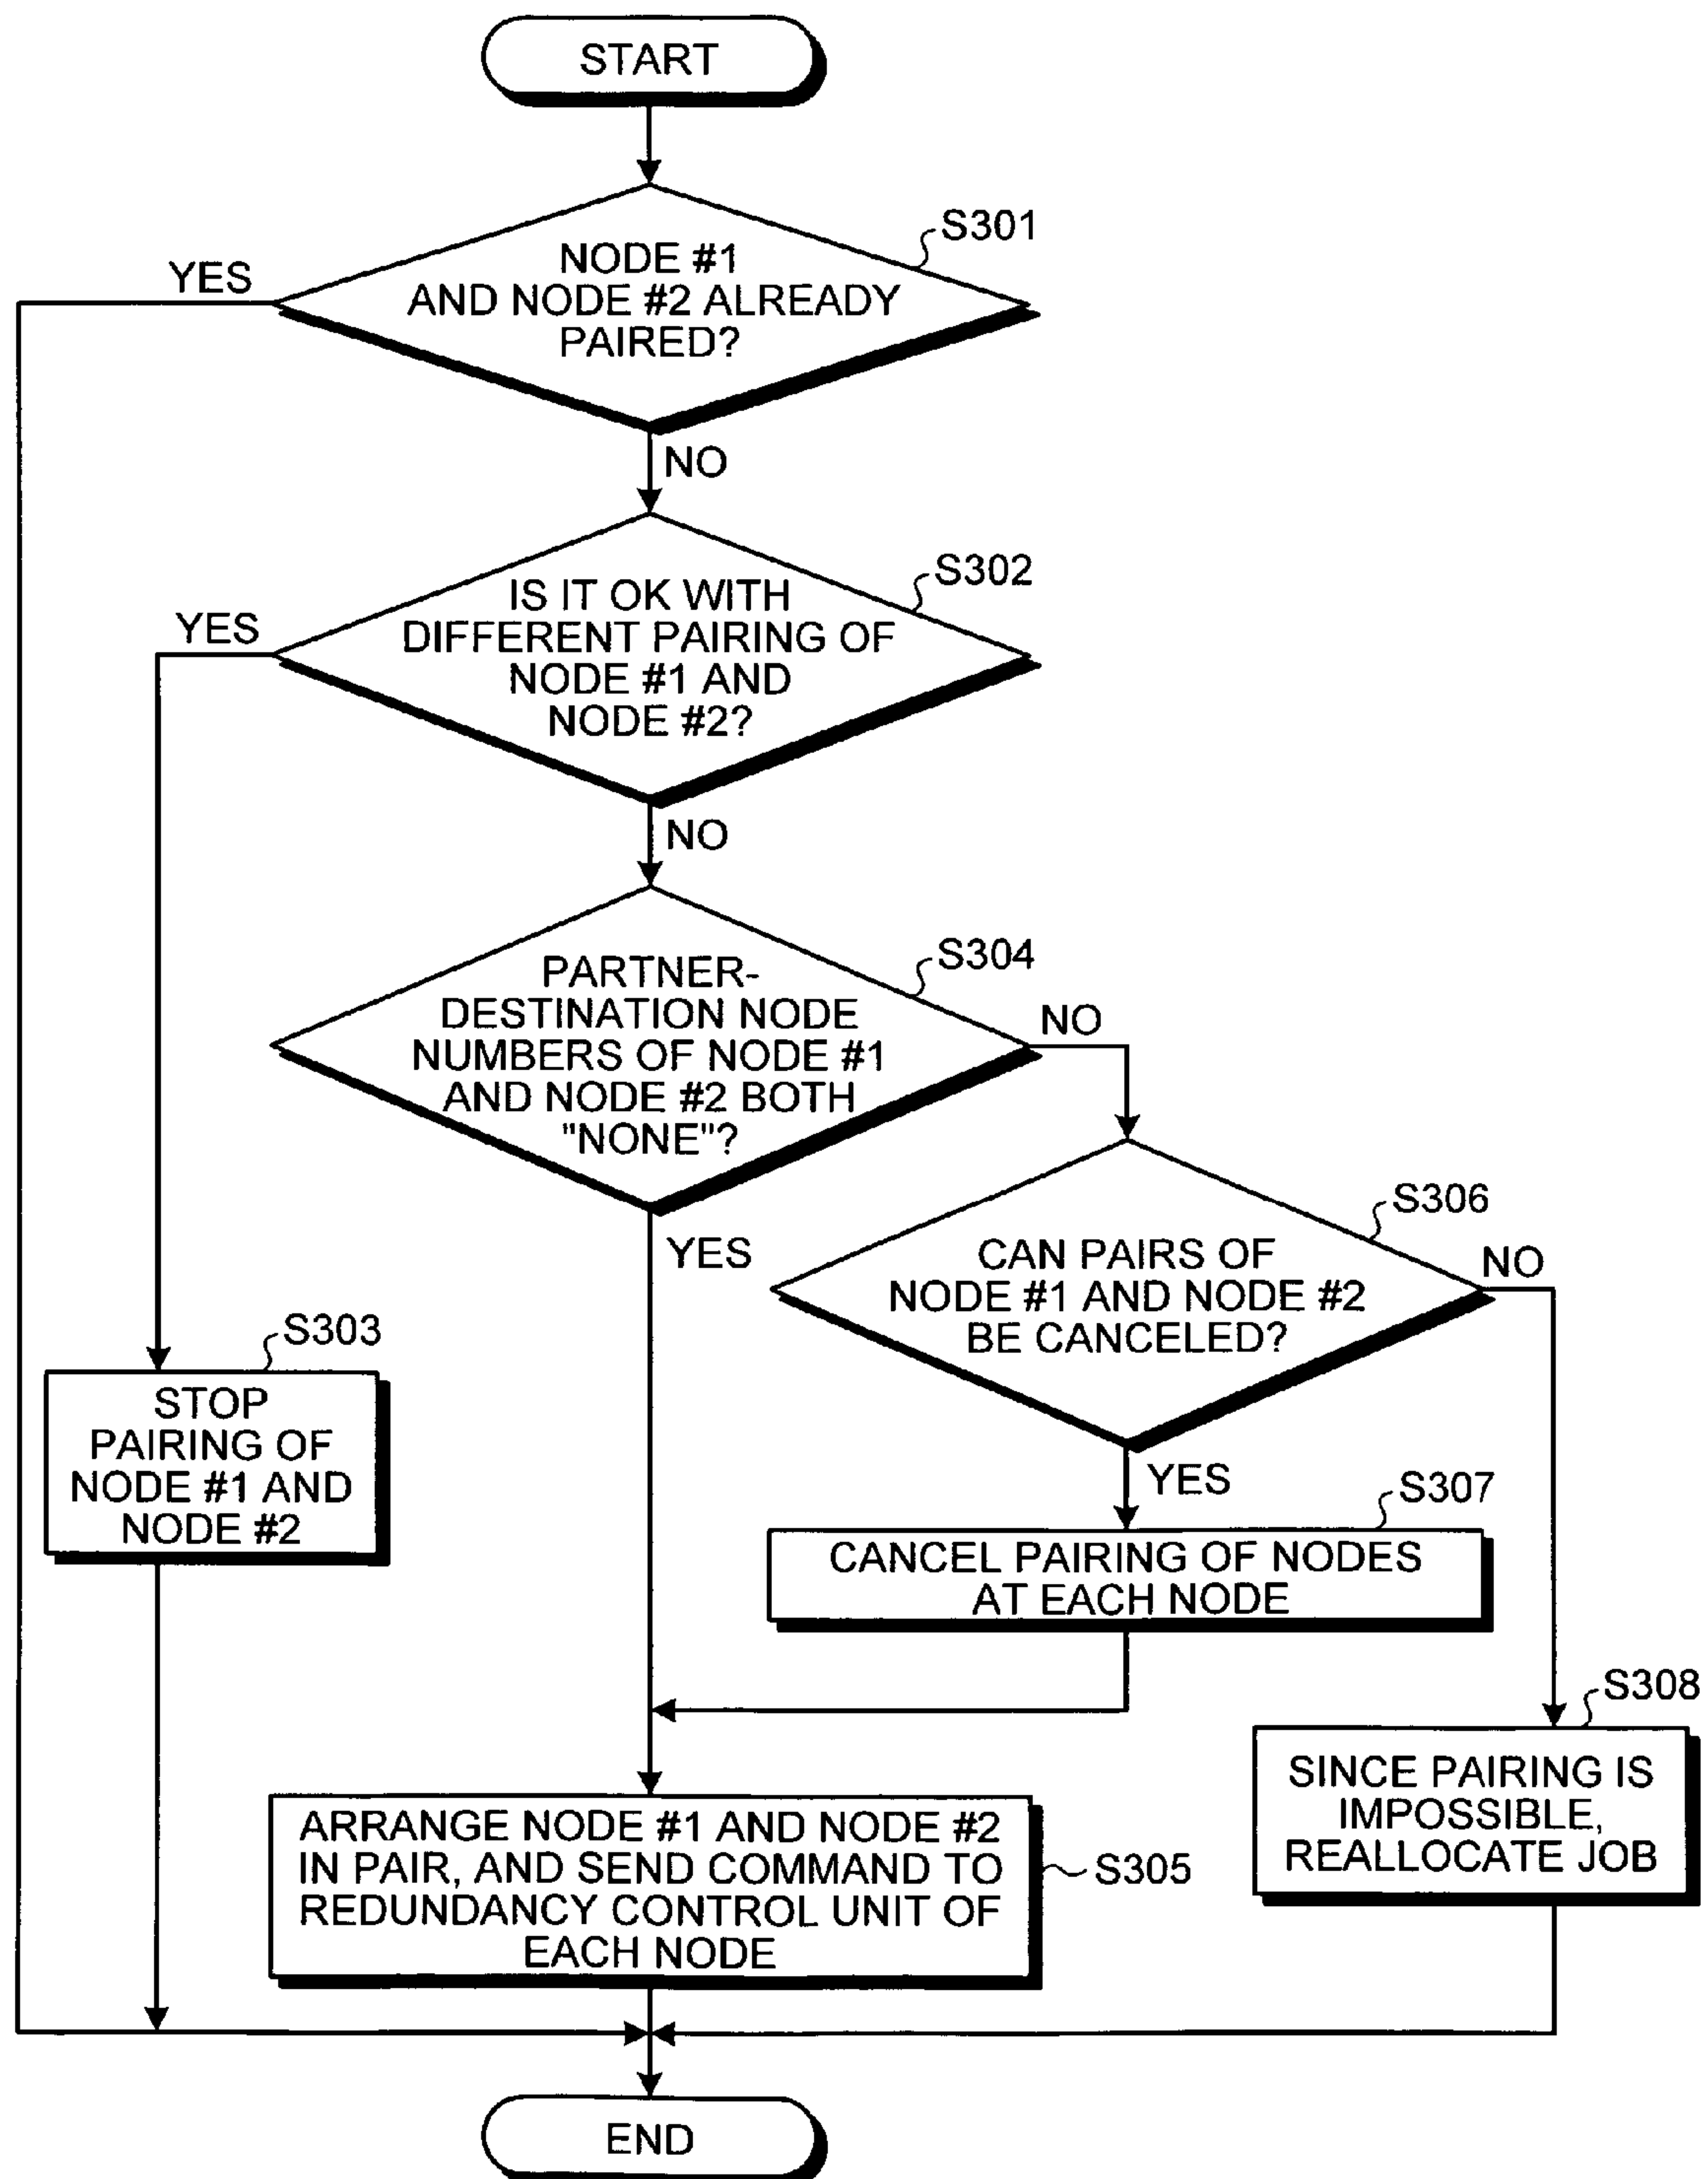 START
S301
YES
NODE #1
AND NODE #2 ALREADY
PAIRED?
NO
S302
YES
IS IT OK WITH
DIFFERENT PAIRING OF
NODE #1 AND
NODE #2?
NO
S304
PARTNER-
DESTINATION NODE
NUMBERS OF NODE #1
AND NODE #2 BOTH
"NONE"?
NO
YES
S306
CAN PAIRS OF
NODE #1 AND NODE #2
BE CANCELED?
NO
YES
S303
STOP
PAIRING OF
NODE #1 AND
NODE #2
S307
CANCEL PAIRING OF NODES
AT EACH NODE
S308
SINCE PAIRING IS
IMPOSSIBLE,
REALLOCATE JOB
ARRANGE NODE #1 AND NODE #2
IN PAIR, AND SEND COMMAND TO
REDUNDANCY CONTROL UNIT OF
EACH NODE
S305
END